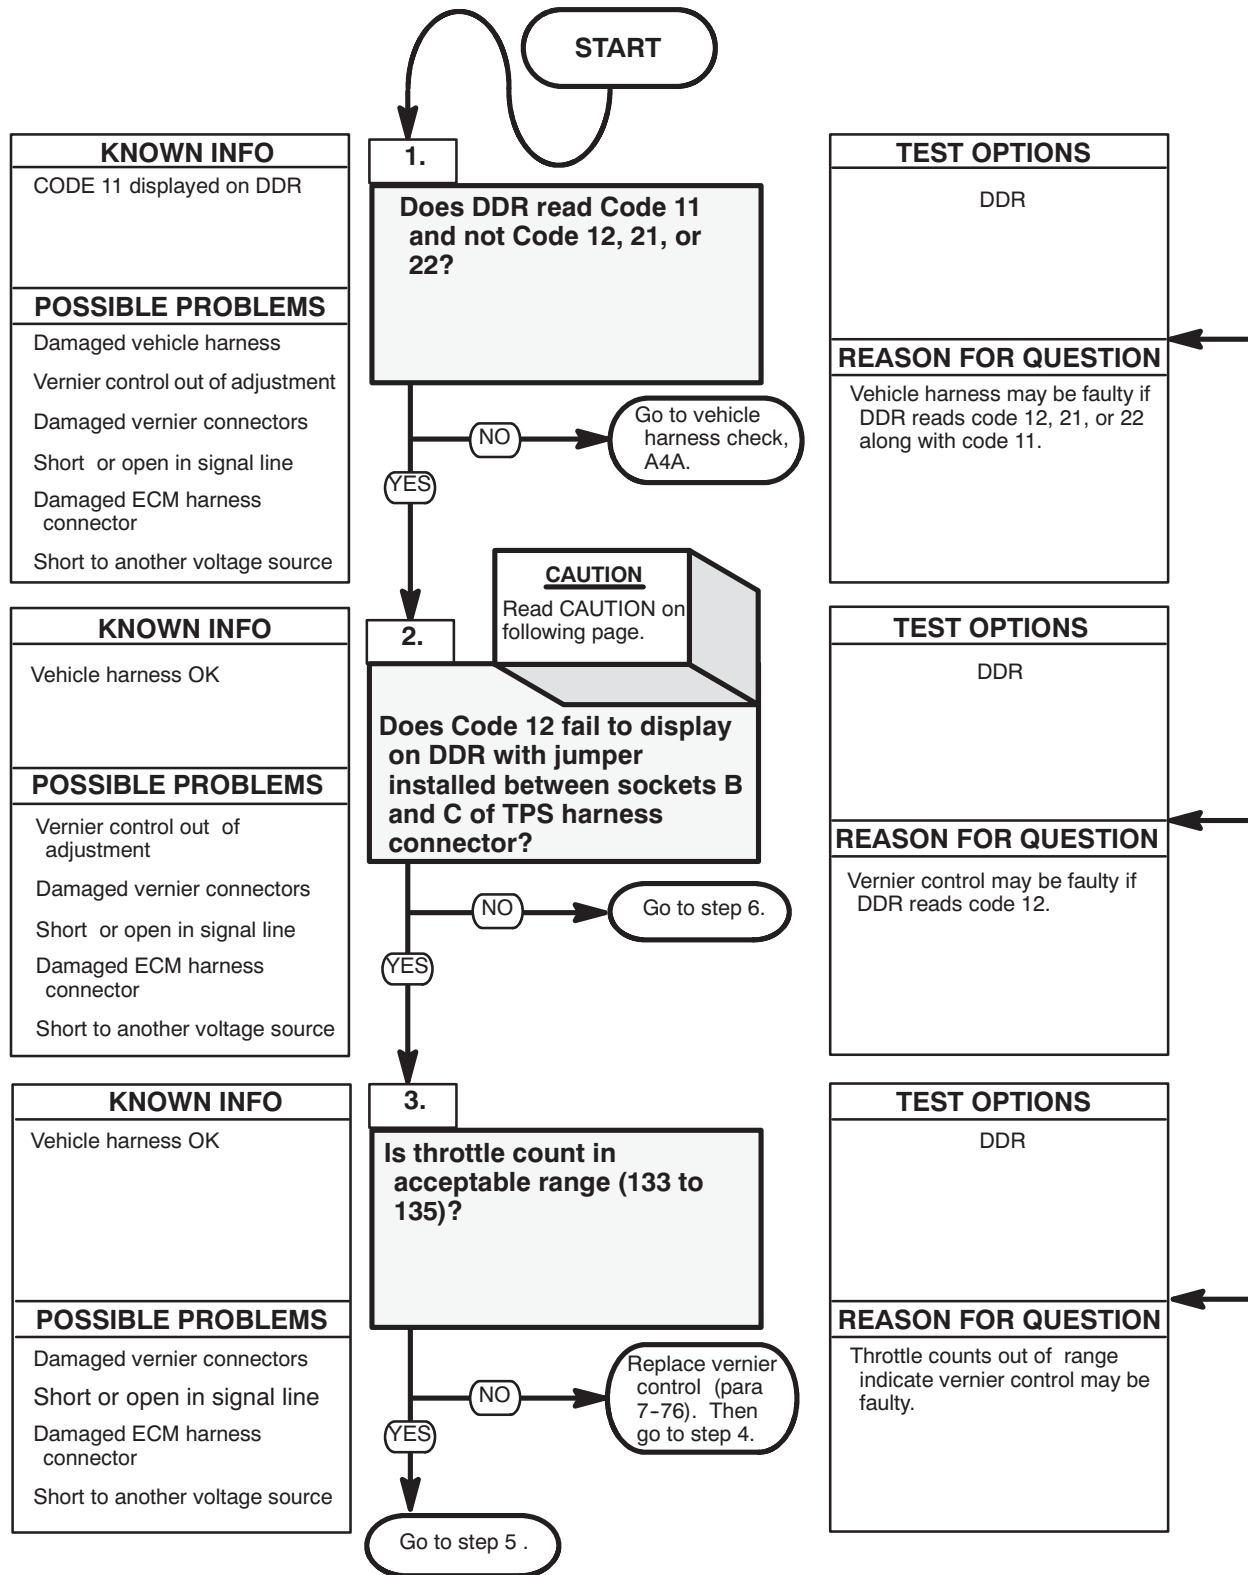 START
KNOWN INFO
CODE 11 displayed on DDR
POSSIBLE PROBLEMS
Damaged vehicle harness
Vernier control out of adjustment
Damaged vernier connectors
Short or open in signal line
Damaged ECM harness
connector
Short to another voltage source
1.
Does DDR read Code 11
and not Code 12, 21, or
22?
NO
Go to vehicle
harness check,
A4A.
YES
TEST OPTIONS
DDR
REASON FOR QUESTION
Vehicle harness may be faulty if
DDR reads code 12, 21, or 22
along with code 11.
KNOWN INFO
Vehicle harness OK
POSSIBLE PROBLEMS
Vernier control out of
adjustment
Damaged vernier connectors
Short or open in signal line
Damaged ECM harness
connector
Short to another voltage source
CAUTION
Read CAUTION on
following page.
2.
Does Code 12 fail to display
on DDR with jumper
installed between sockets B
and C of TPS harness
connector?
NO
Go to step 6.
YES
TEST OPTIONS
DDR
REASON FOR QUESTION
Vernier control may be faulty if
DDR reads code 12.
KNOWN INFO
Vehicle harness OK
POSSIBLE PROBLEMS
Damaged vernier connectors
Short or open in signal line
Damaged ECM harness
connector
Short to another voltage source
3.
Is throttle count in
acceptable range (133 to
135)?
NO
Replace vernier
control (para
7-76). Then
go to step 4.
YES
Go to step 5 .
TEST OPTIONS
DDR
REASON FOR QUESTION
Throttle counts out of range
indicate vernier control may be
faulty.